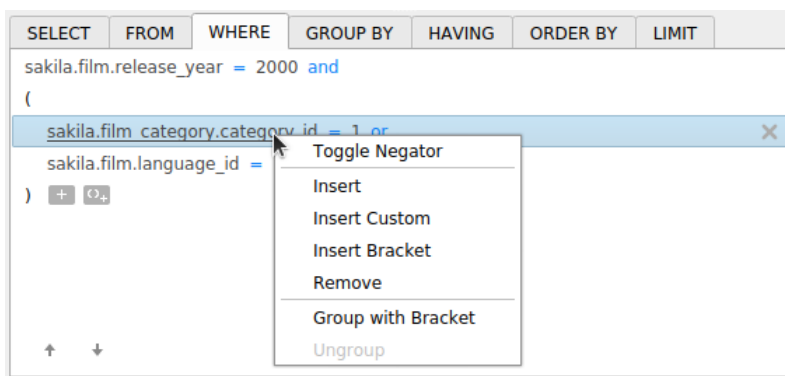 SELECT FROM WHERE GROUP BY HAVING ORDER BY LIMIT
sakila.film.release_year = 2000 and
(
sakila.film_category.category_id = 1 or
sakila.film.language_id =
)
Toggle Negator
Insert
Insert Custom
Insert Bracket
Remove
Group with Bracket
Ungroup